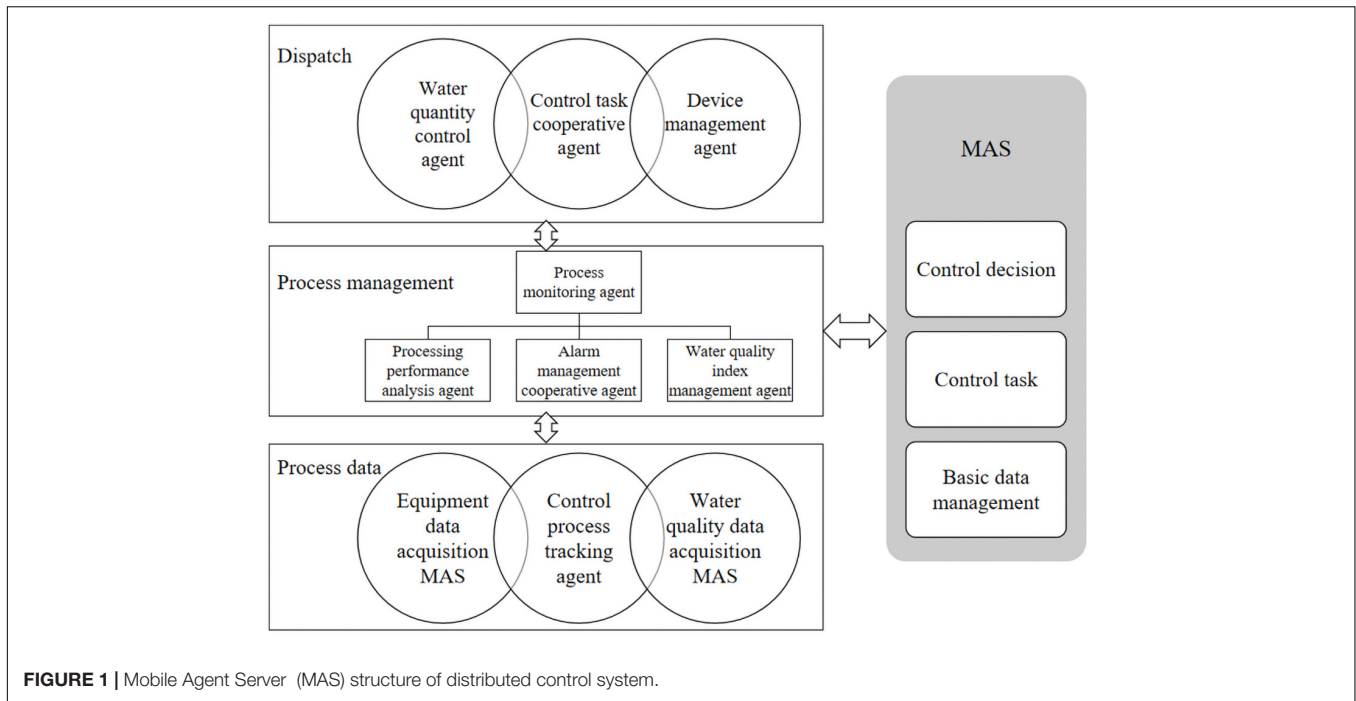 Dispatch
Water
quantity
control
agent
Control task
cooperative
agent
Device
management
agent
Process management
Process
monitoring agent
Processing
performance
analysis agent
Alarm
management
cooperative agent
Water quality
index
management agent
Process data
Equipment
data
acquisition
MAS
Control
process
tracking
agent
Water
quality data
acquisition
MAS
MAS
Control decision
Control task
Basic data
management
FIGURE 1 | Mobile Agent Server (MAS) structure of distributed control system.